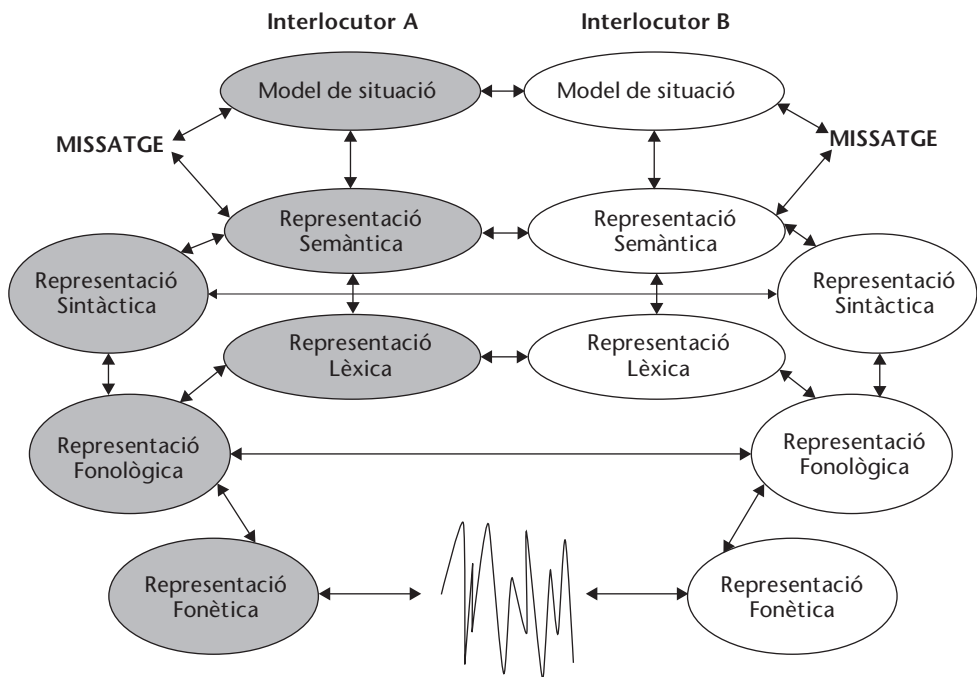 Interlocutor A
Interlocutor B
Model de situació
Model de situació
MISSATGE
MISSATGE
Representació
Semàntica
Representació
Semàntica
Representació
Sintàctica
Representació
Sintàctica
Representació
Lèxica
Representació
Lèxica
Representació
Fonològica
Representació
Fonològica
Representació
Fonètica
Representació
Fonètica